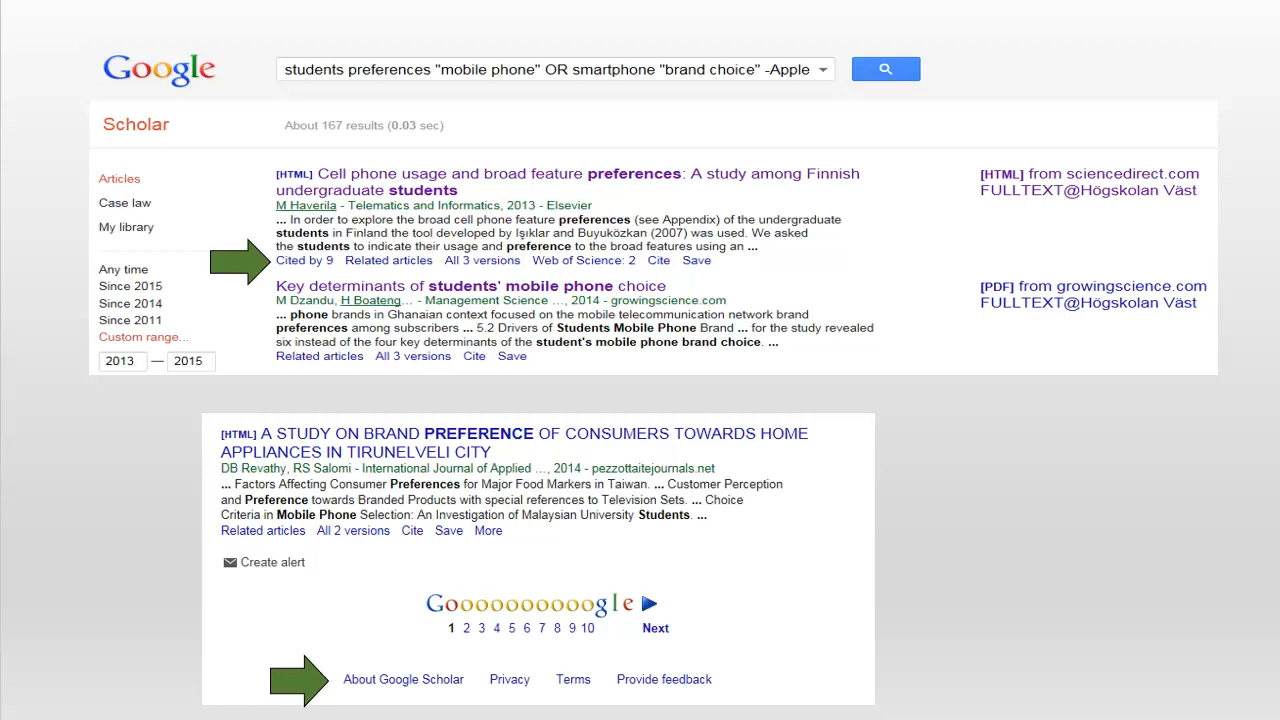 Google
students preferences "mobile phone" OR smartphone "brand choice" -Apple
Scholar
About 167 results (0.03 sec)
Articles
Case law
My library
Any time
Since 2015
Since 2014
Since 2011
Custom range...
2013 — 2015
[HTML] Cell phone usage and broad feature preferences: A study among Finnish
undergraduate students
M Haverila - Telematics and Informatics, 2013 - Elsevier
... In order to explore the broad cell phone feature preferences (see Appendix) of the undergraduate
students in Finland the tool developed by Işıklar and Buyuközkan (2007) was used. We asked
the students to indicate their usage and preference to the broad features using an ...
Cited by 9 Related articles All 3 versions Web of Science: 2 Cite Save
[HTML] from sciencedirect.com
FULLTEXT@Högskolan Väst
Key determinants of students' mobile phone choice
M Dzandu, H Boateng… - Management Science …, 2014 - growingscience.com
... phone brands in Ghanaian context focused on the mobile telecommunication network brand
preferences among subscribers ... 5.2 Drivers of Students Mobile Phone Brand ... for the study revealed
six instead of the four key determinants of the student's mobile phone brand choice. ...
Related articles All 3 versions Cite Save
[PDF] from growingscience.com
FULLTEXT@Högskolan Väst
[HTML] A STUDY ON BRAND PREFERENCE OF CONSUMERS TOWARDS HOME
APPLIANCES IN TIRUNELVELI CITY
DB Revathy, RS Salomi - International Journal of Applied …, 2014 - pezzottaitejournals.net
... Factors Affecting Consumer Preferences for Major Food Markers in Taiwan. ... Customer Perception
and Preference towards Branded Products with special references to Television Sets. ... Choice
Criteria in Mobile Phone Selection: An Investigation of Malaysian University Students. ...
Related articles All 2 versions Cite Save More
Create alert
Goooooooooogle
1 2 3 4 5 6 7 8 9 10 Next
About Google Scholar Privacy Terms Provide feedback